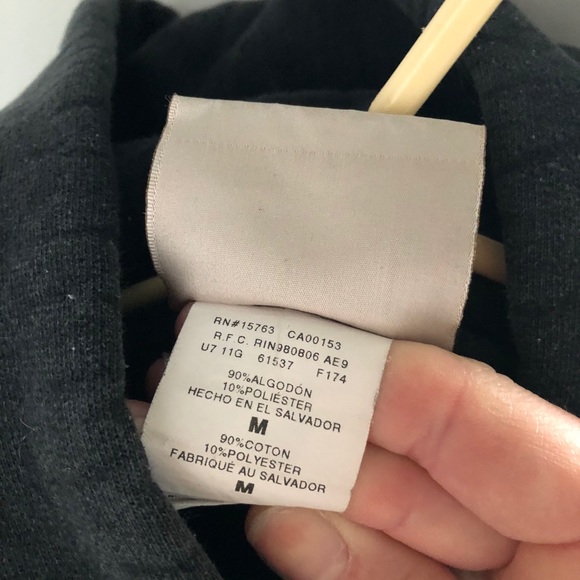 RN#15763 CA00153
R.F.C. RIN980806 AE9
U7 11G 61537 F174
90%ALGODÓN
10%POLIÉSTER
HECHO EN EL SALVADOR
M
90%COTON
10%POLYESTER
FABRIQUÉ AU SALVADOR
M